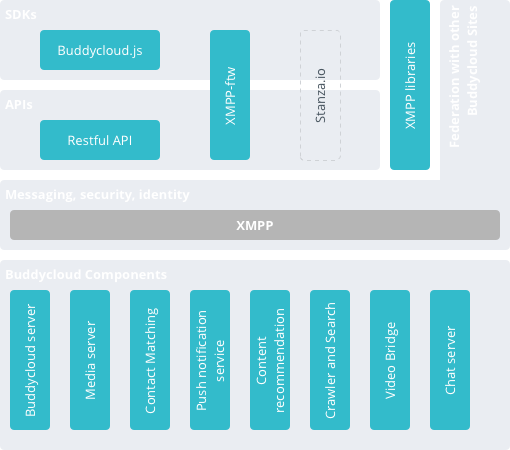 SDKs
Buddycloud.js
XMPP-ftw
Stanza.io
XMPP libraries
Federation with other
Buddycloud Sites
APIs
Restful API
Messaging, security, identity
XMPP
Buddycloud Components
Buddycloud server
Media server
Contact Matching
Push notification
service
Content
recommendation
Crawler and Search
Video Bridge
Chat server